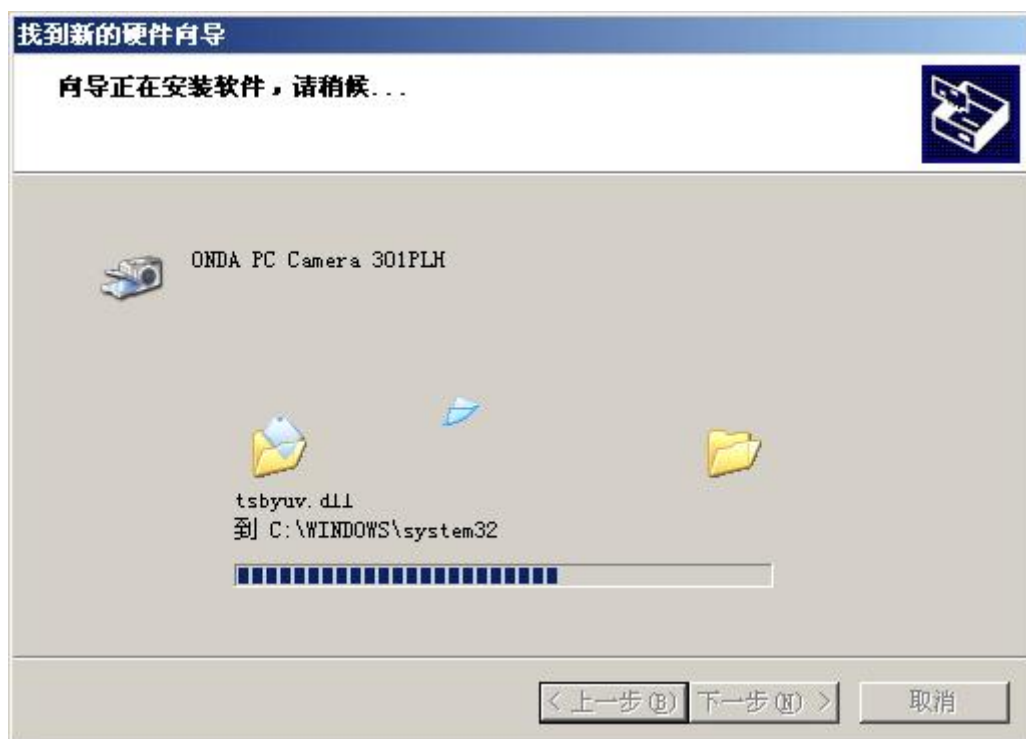 找到新的硬件向导
向导正在安装软件，请稍候...
ONDA PC Camera 301PLH
tsbyuv.dll
到 C:\WINDOWS\system32
< 上一步(B)
下一步(N) >
取消